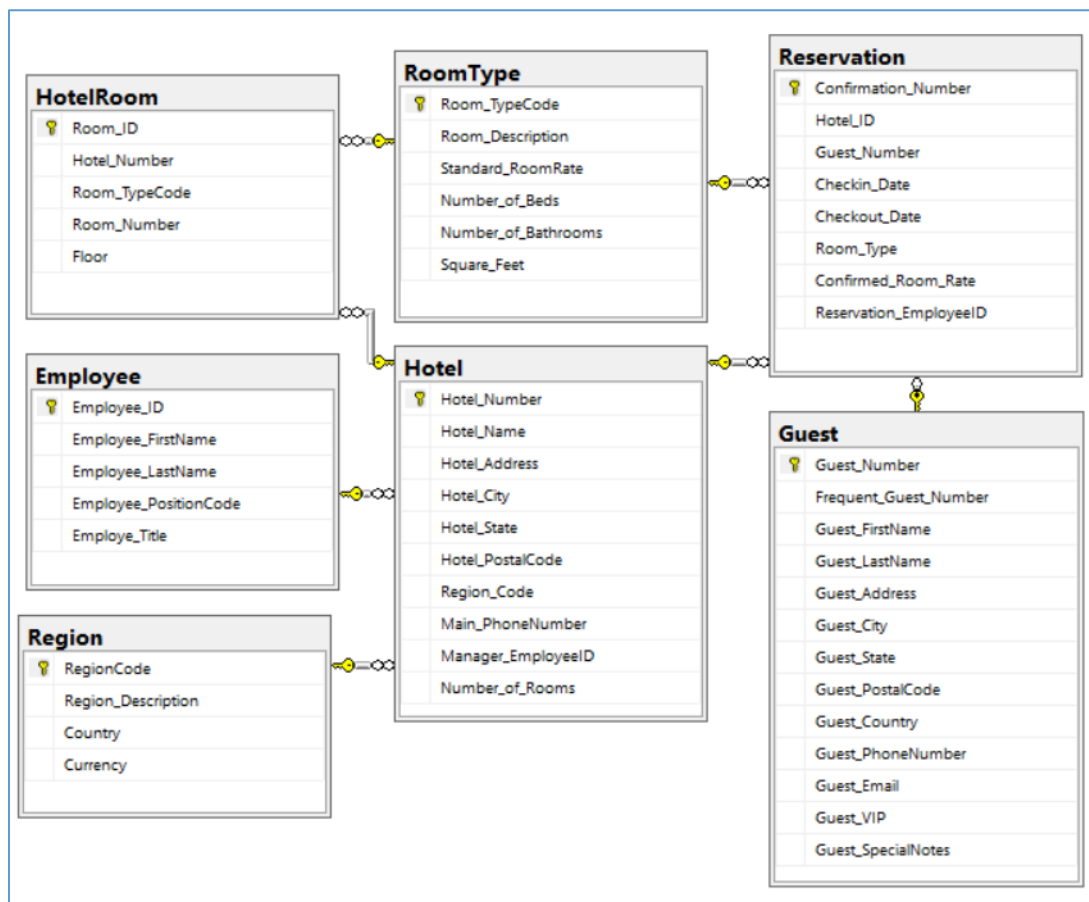 HotelRoom
Room_ID
Hotel_Number
Room_TypeCode
Room_Number
Floor
RoomType
Room_TypeCode
Room_Description
Standard_RoomRate
Number_of_Beds
Number_of_Bathrooms
Square_Feet
Reservation
Confirmation_Number
Hotel_ID
Guest_Number
Checkin_Date
Checkout_Date
Room_Type
Confirmed_Room_Rate
Reservation_EmployeeID
Employee
Employee_ID
Employee_FirstName
Employee_LastName
Employee_PositionCode
Employe_Title
Hotel
Hotel_Number
Hotel_Name
Hotel_Address
Hotel_City
Hotel_State
Hotel_PostalCode
Region_Code
Main_PhoneNumber
Manager_EmployeeID
Number_of_Rooms
Guest
Guest_Number
Frequent_Guest_Number
Guest_FirstName
Guest_LastName
Guest_Address
Guest_City
Guest_State
Guest_PostalCode
Guest_Country
Guest_PhoneNumber
Guest_Email
Guest_VIP
Guest_SpecialNotes
Region
RegionCode
Region_Description
Country
Currency